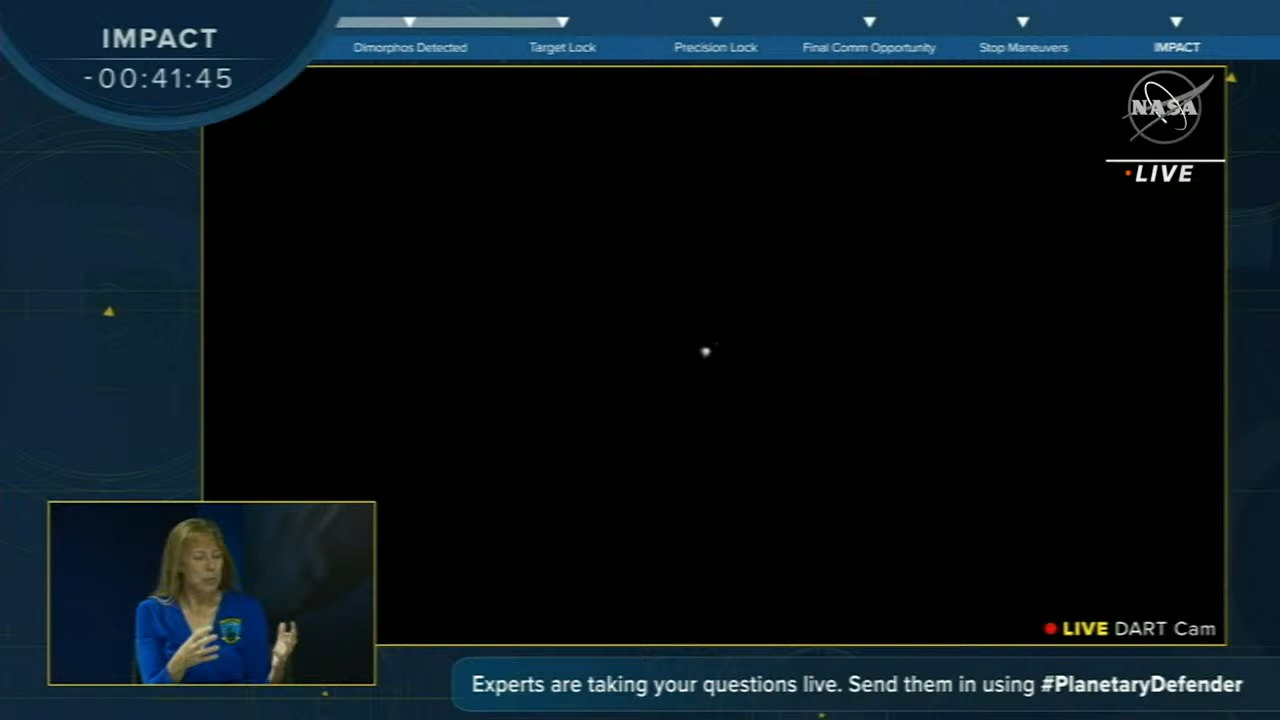 IMPACT
-00:41:45
Dimorphos Detected
Target Lock
Precision Lock
Final Comm Opportunity
Stop Maneuvers
IMPACT
NASA
LIVE
LIVE DART Cam
Experts are taking your questions live. Send them in using #PlanetaryDefender